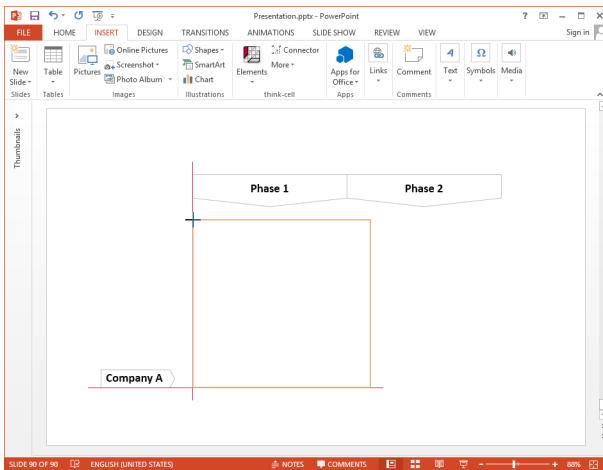 Presentation.pptx - PowerPoint
?
FILE HOME INSERT DESIGN TRANSITIONS ANIMATIONS SLIDE SHOW REVIEW VIEW Sign in
New Slide
Table
Pictures
Online Pictures
Screenshot
Photo Album
Shapes
SmartArt
Chart
Elements
Connector
More
Apps for Office
Links
Comment
Text
Symbols
Media
Slides Tables Images Illustrations think-cell Apps Comments
Thumbnails
Phase 1 Phase 2
Company A
SLIDE 90 OF 90 ENGLISH (UNITED STATES) NOTES COMMENTS 88%